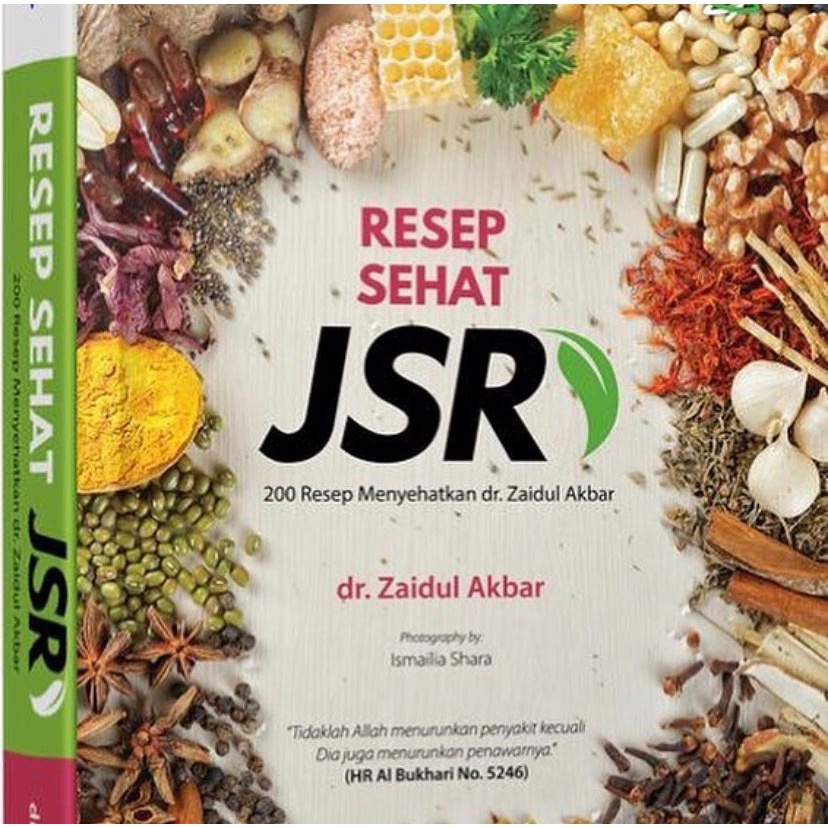 RESEP SEHAT JSR
200 Resep Menyehatkan dr. Zaidul Akbar
RESEP
SEHAT
JSR
200 Resep Menyehatkan dr. Zaidul Akbar
dr. Zaidul Akbar
Photography by:
Ismailia Shara
"Tidaklah Allah menurunkan penyakit kecuali
Dia juga menurunkan penawarnya."
(HR Al Bukhari No. 5246)